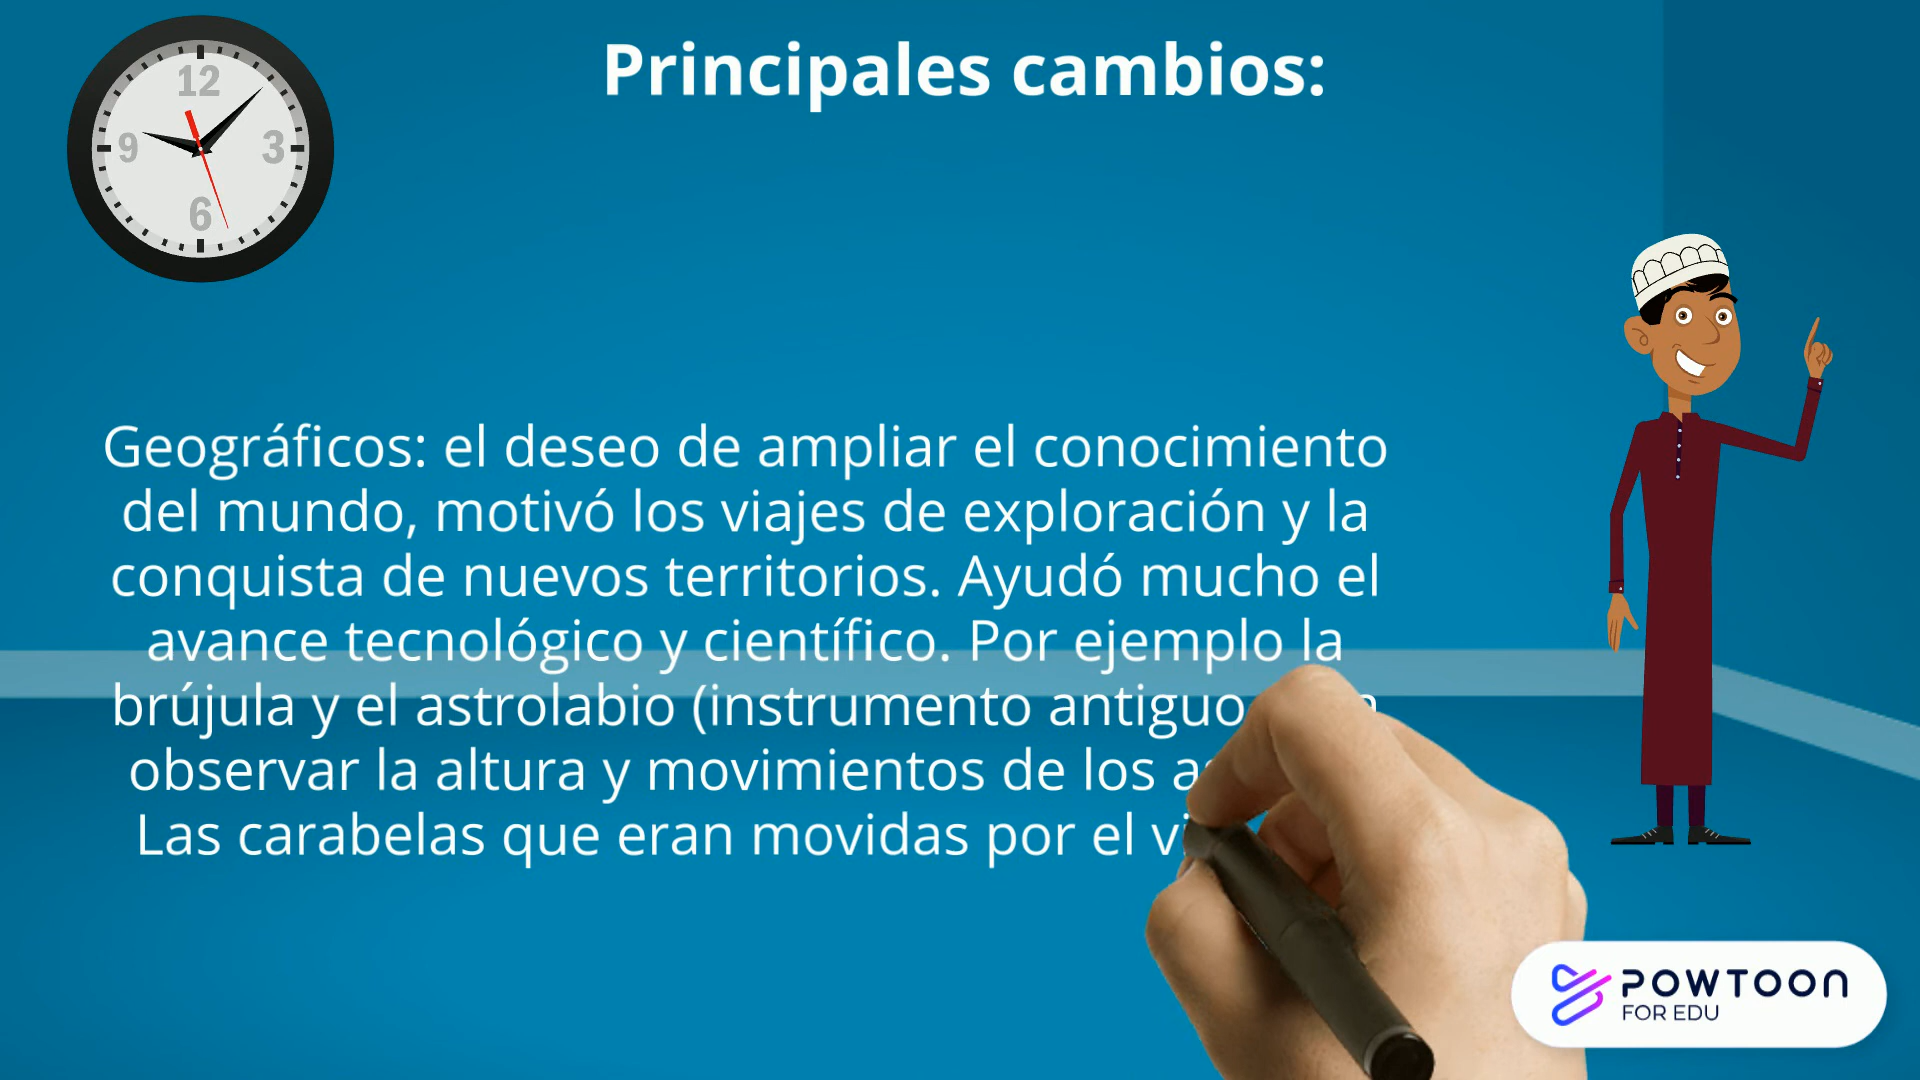 Principales cambios:
12
9
3
6
Geográficos: el deseo de ampliar el conocimiento
del mundo, motivó los viajes de exploración y la
conquista de nuevos territorios. Ayudó mucho el
avance tecnológico y científico. Por ejemplo la
brújula y el astrolabio (instrumento antiguo
observar la altura y movimientos de los
Las carabelas que eran movidas por el
POWTOON
FOR EDU